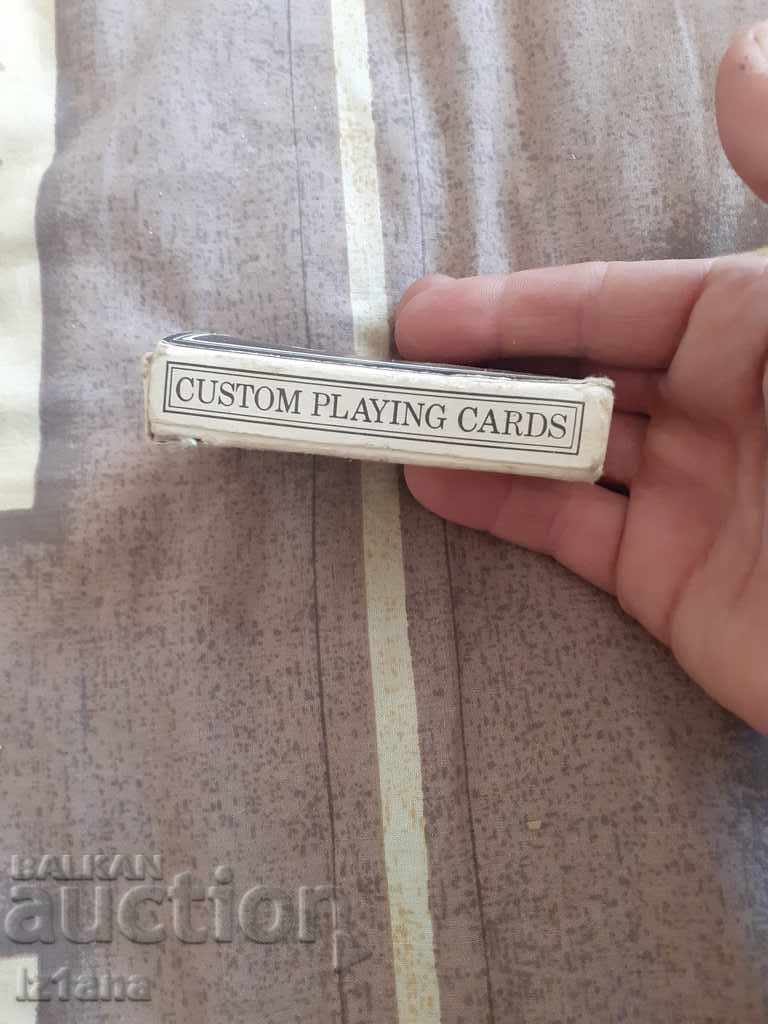 CUSTOM PLAYING CARDS
BALKAN
auction
iz1ana